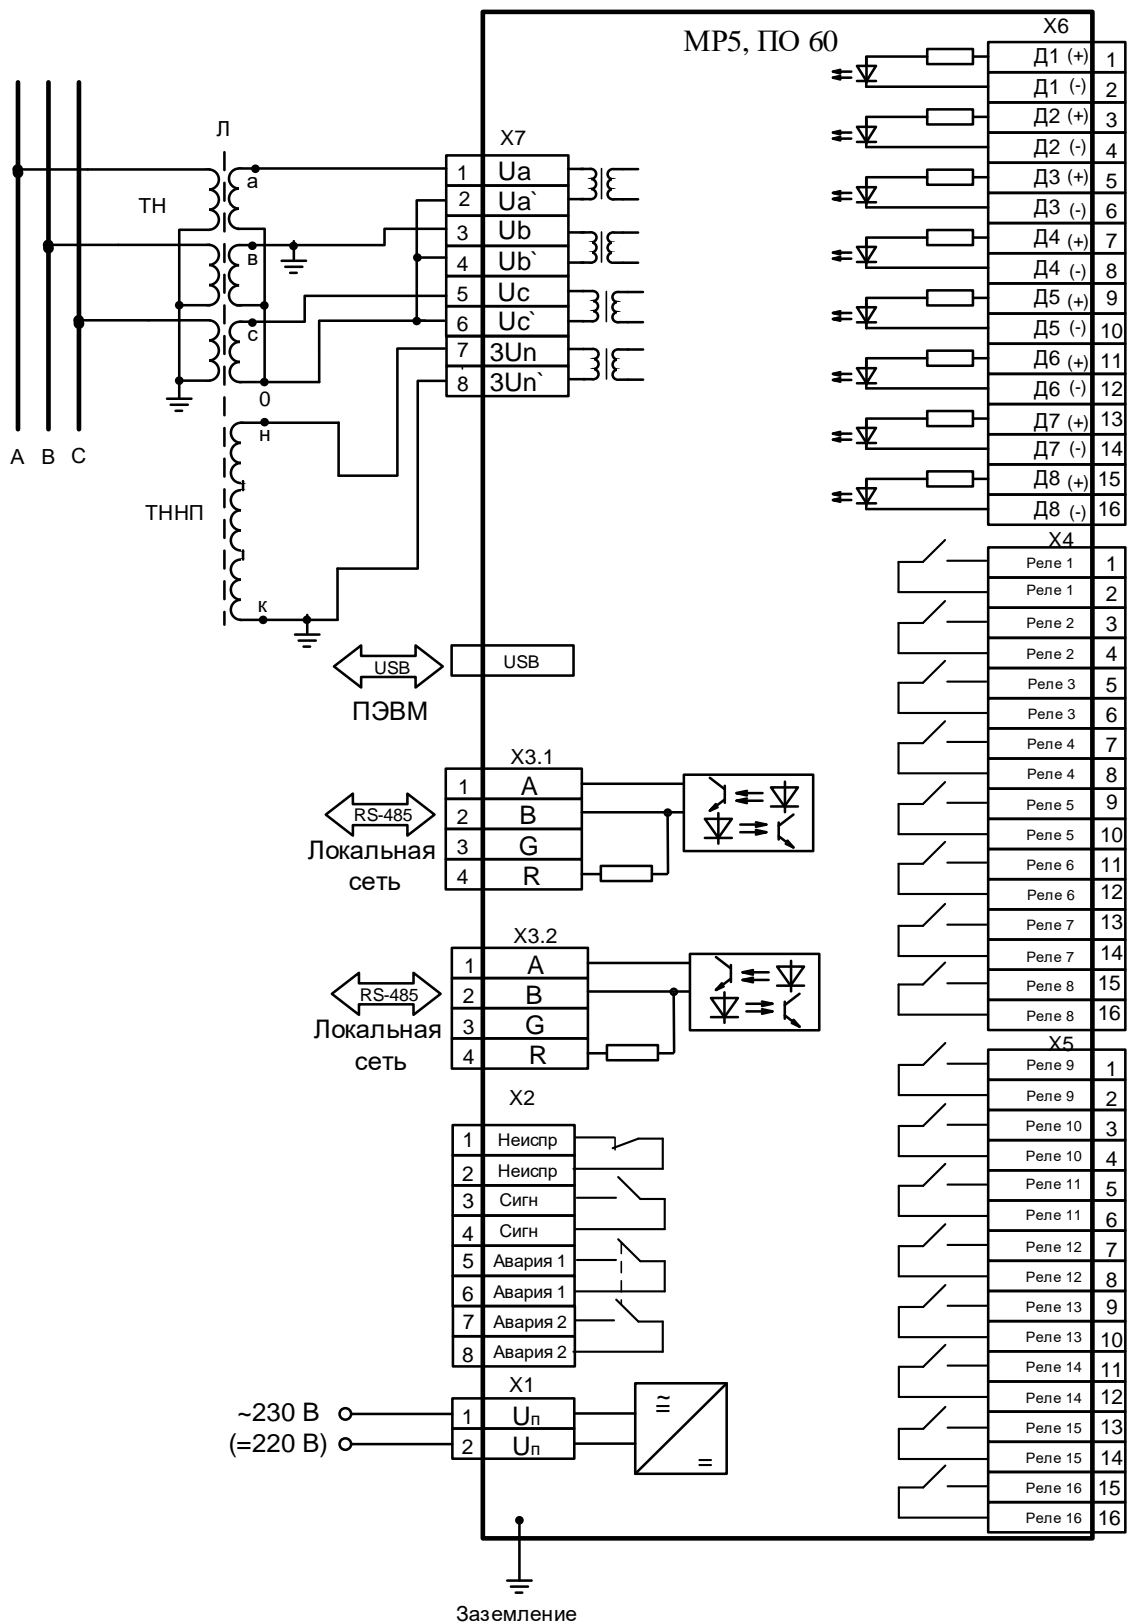 МР5, ПО 60
Л
ТН
а
в
с
0
н
ТННП
к
A B C
X7
1 Ua
2 Ua`
3 Ub
4 Ub`
5 Uc
6 Uc`
7 3Un
8 3Un`
USB
USB
ПЭВМ
X3.1
1 A
2 B
3 G
4 R
RS-485
Локальная
сеть
X3.2
1 A
2 B
3 G
4 R
RS-485
Локальная
сеть
X2
1 Неиспр
2 Неиспр
3 Сигн
4 Сигн
5 Авария 1
6 Авария 1
7 Авария 2
8 Авария 2
X1
~230 В
(=220 В)
1 Uп
2 Uп
≅
=
Заземление
X6
Д1 (+) 1
Д1 (-) 2
Д2 (+) 3
Д2 (-) 4
Д3 (+) 5
Д3 (-) 6
Д4 (+) 7
Д4 (-) 8
Д5 (+) 9
Д5 (-) 10
Д6 (+) 11
Д6 (-) 12
Д7 (+) 13
Д7 (-) 14
Д8 (+) 15
Д8 (-) 16
X4
Реле 1 1
Реле 1 2
Реле 2 3
Реле 2 4
Реле 3 5
Реле 3 6
Реле 4 7
Реле 4 8
Реле 5 9
Реле 5 10
Реле 6 11
Реле 6 12
Реле 7 13
Реле 7 14
Реле 8 15
Реле 8 16
X5
Реле 9 1
Реле 9 2
Реле 10 3
Реле 10 4
Реле 11 5
Реле 11 6
Реле 12 7
Реле 12 8
Реле 13 9
Реле 13 10
Реле 14 11
Реле 14 12
Реле 15 13
Реле 15 14
Реле 16 15
Реле 16 16